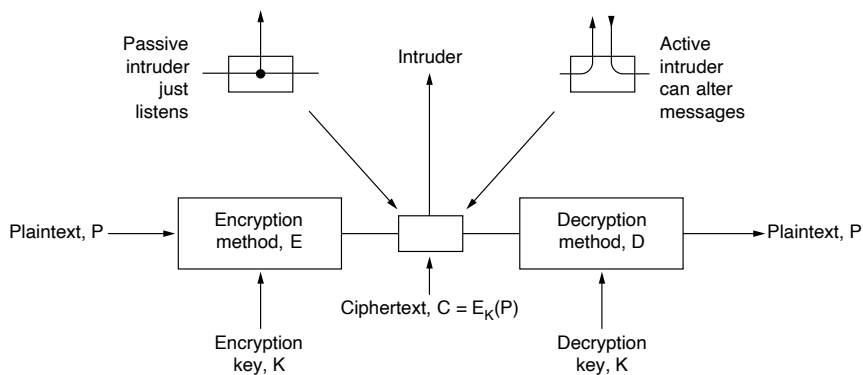 Passive
intruder
just
listens
Intruder
Active
intruder
can alter
messages
Plaintext, P
Encryption
method, E
Decryption
method, D
Plaintext, P
Ciphertext, C = E_K(P)
Encryption
key, K
Decryption
key, K